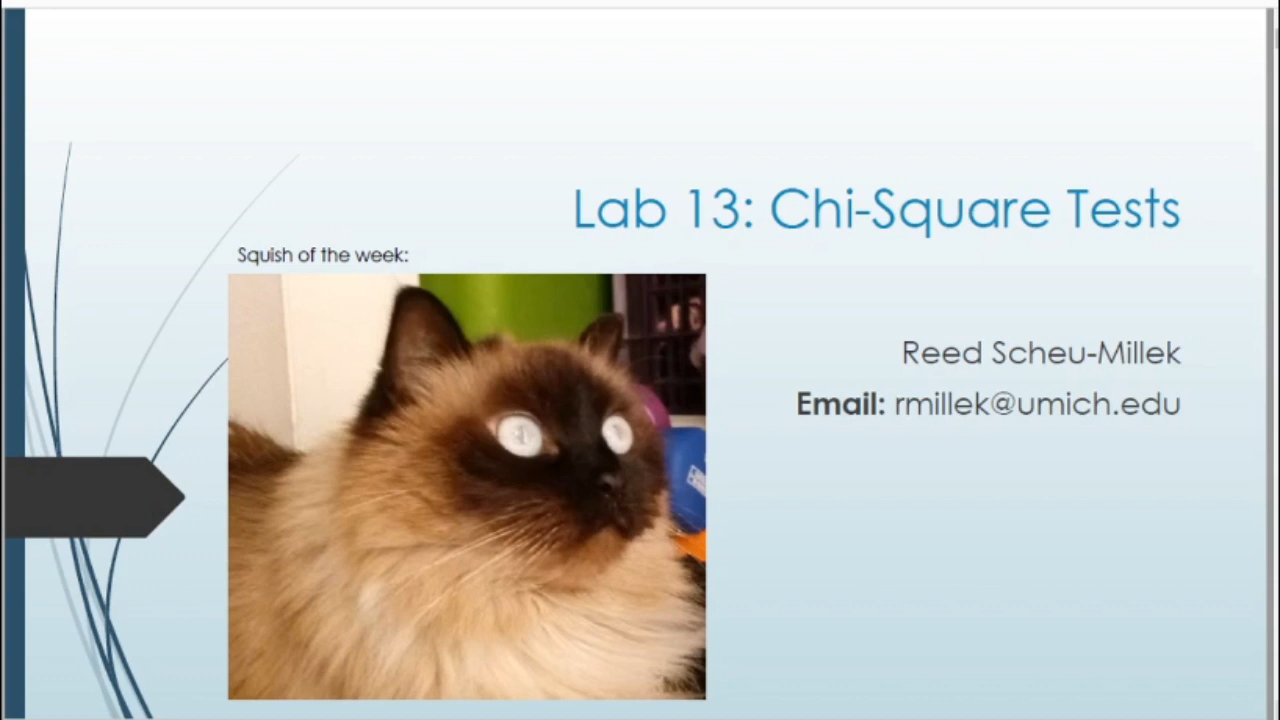 Lab 13: Chi-Square Tests
Squish of the week:
Reed Scheu-Millek
Email: rmillek@umich.edu